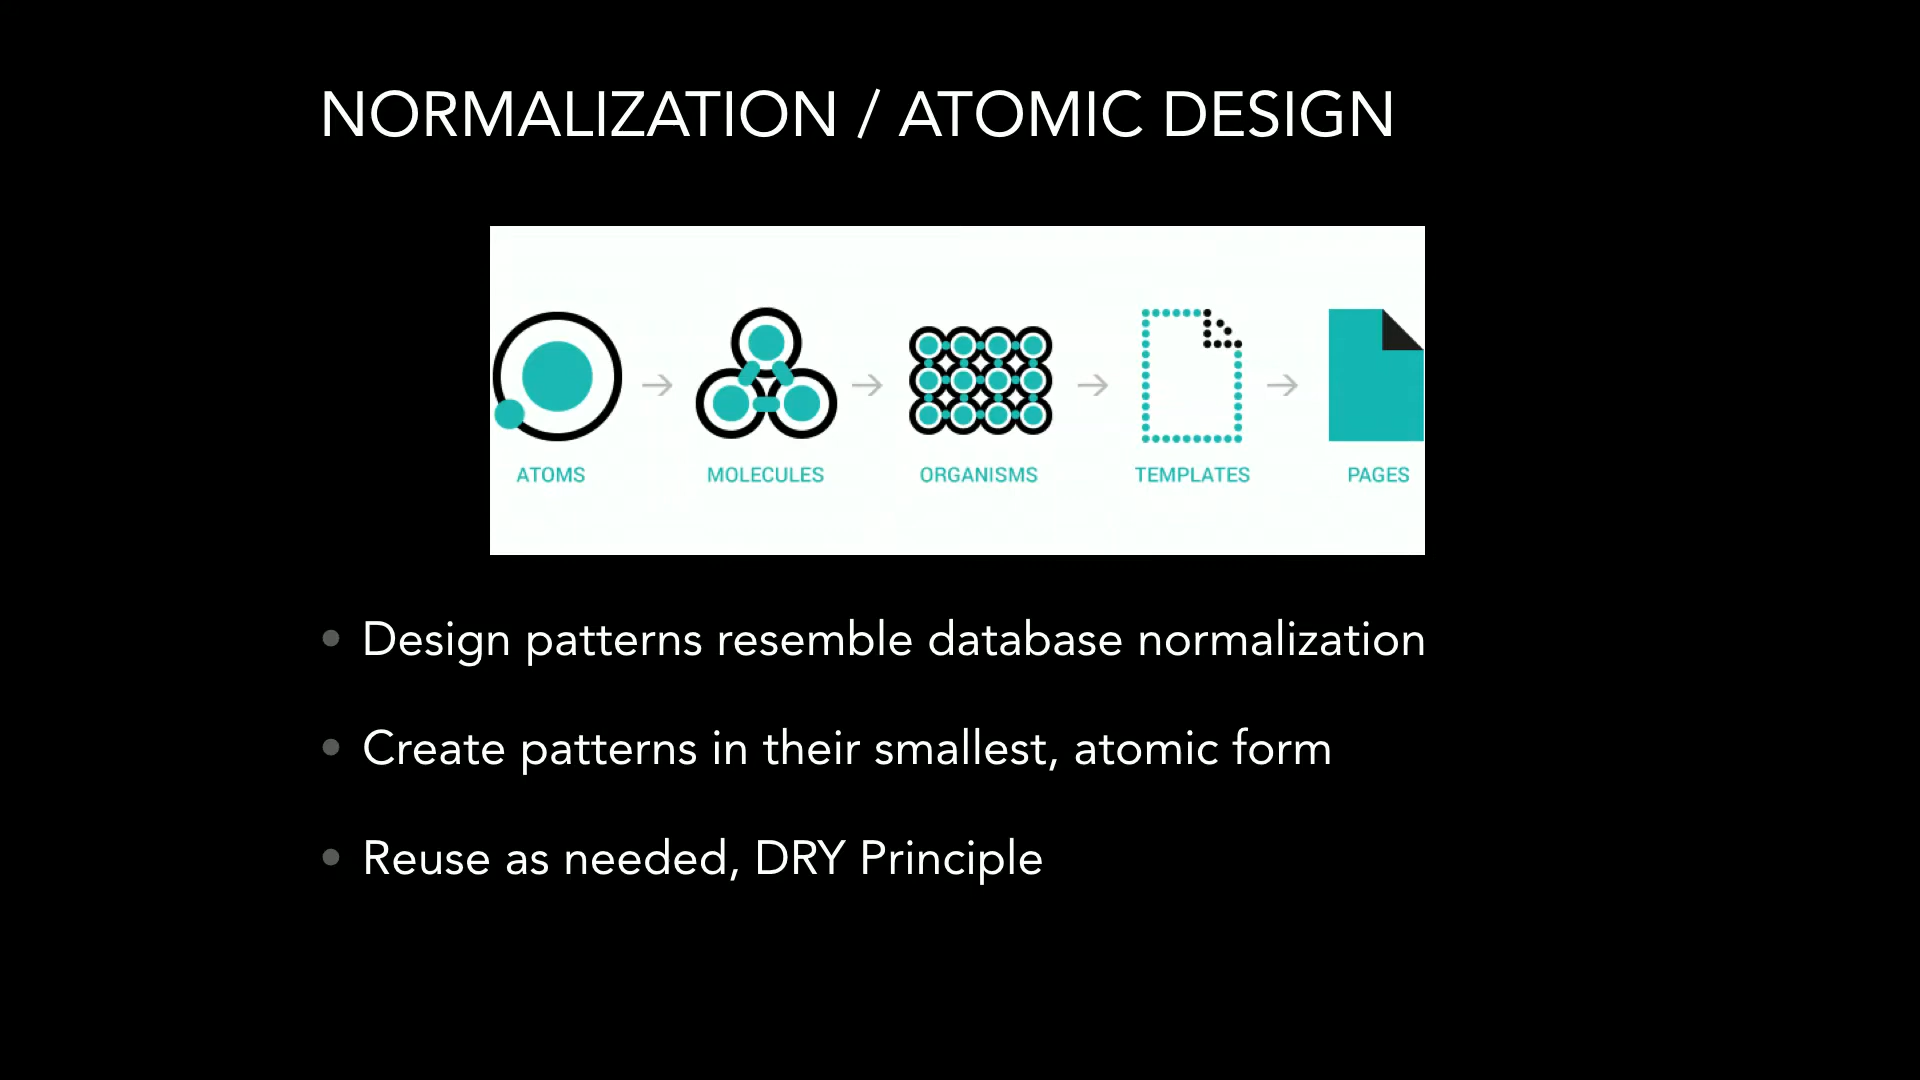 NORMALIZATION / ATOMIC DESIGN
ATOMS
MOLECULES
ORGANISMS
TEMPLATES
PAGES
Design patterns resemble database normalization
Create patterns in their smallest, atomic form
Reuse as needed, DRY Principle